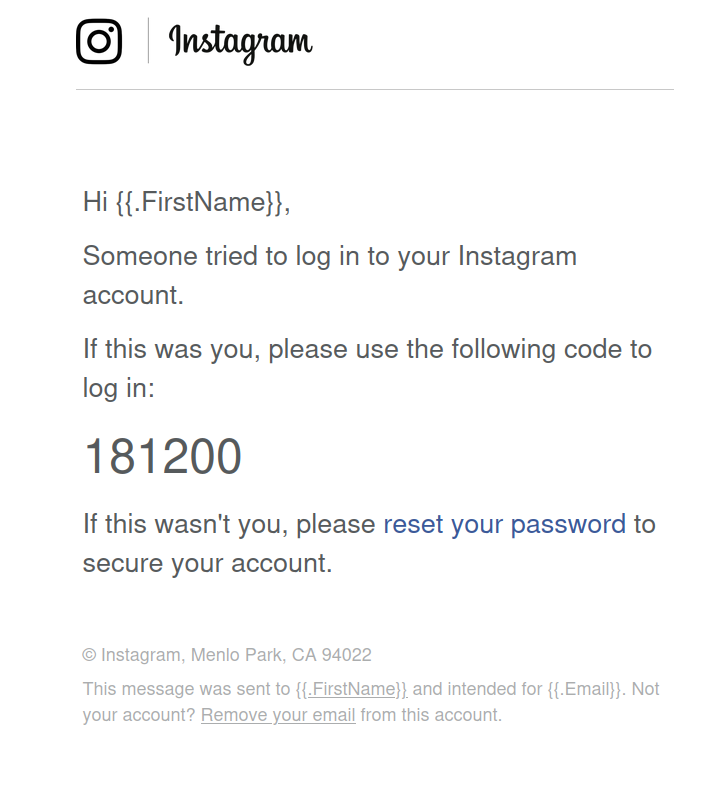 Instagram
Hi {{.FirstName}},
Someone tried to log in to your Instagram
account.
If this was you, please use the following code to
log in:
181200
If this wasn't you, please reset your password to
secure your account.
© Instagram, Menlo Park, CA 94022
This message was sent to {{.FirstName}} and intended for {{.Email}}. Not
your account? Remove your email from this account.